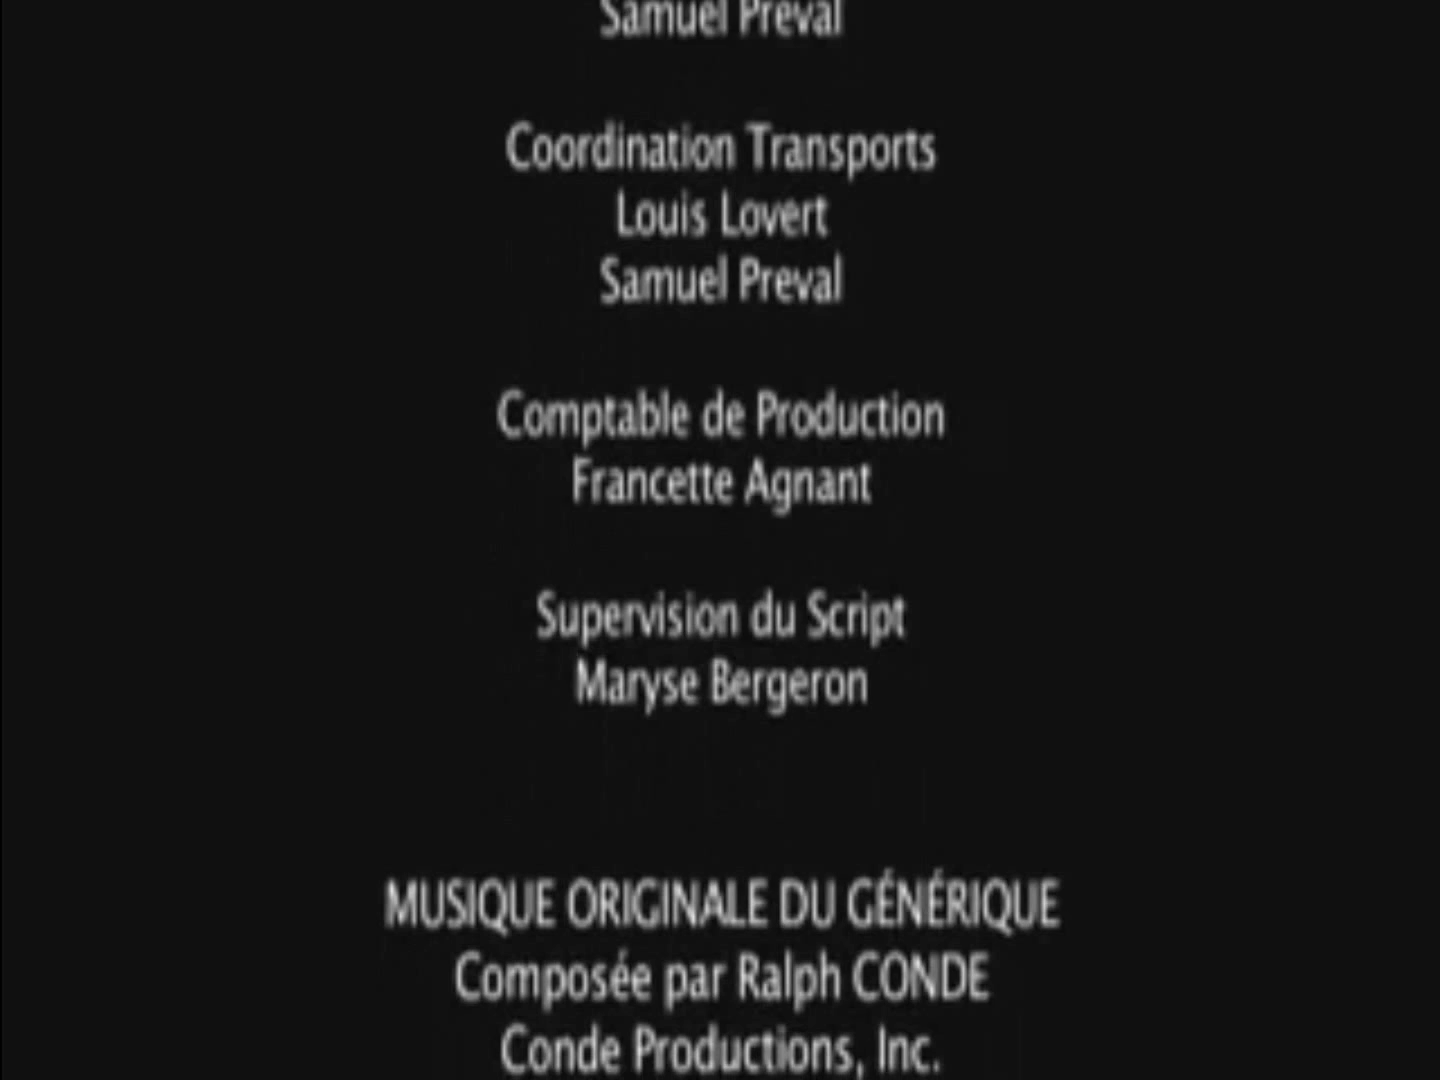 Samuel Preval
Coordination Transports
Louis Lovert
Samuel Preval
Comptable de Production
Francette Agnant
Supervision du Script
Maryse Bergeron
MUSIQUE ORIGINALE DU GÉNÉRIQUE
Composée par Ralph CONDE
Conde Productions, Inc.